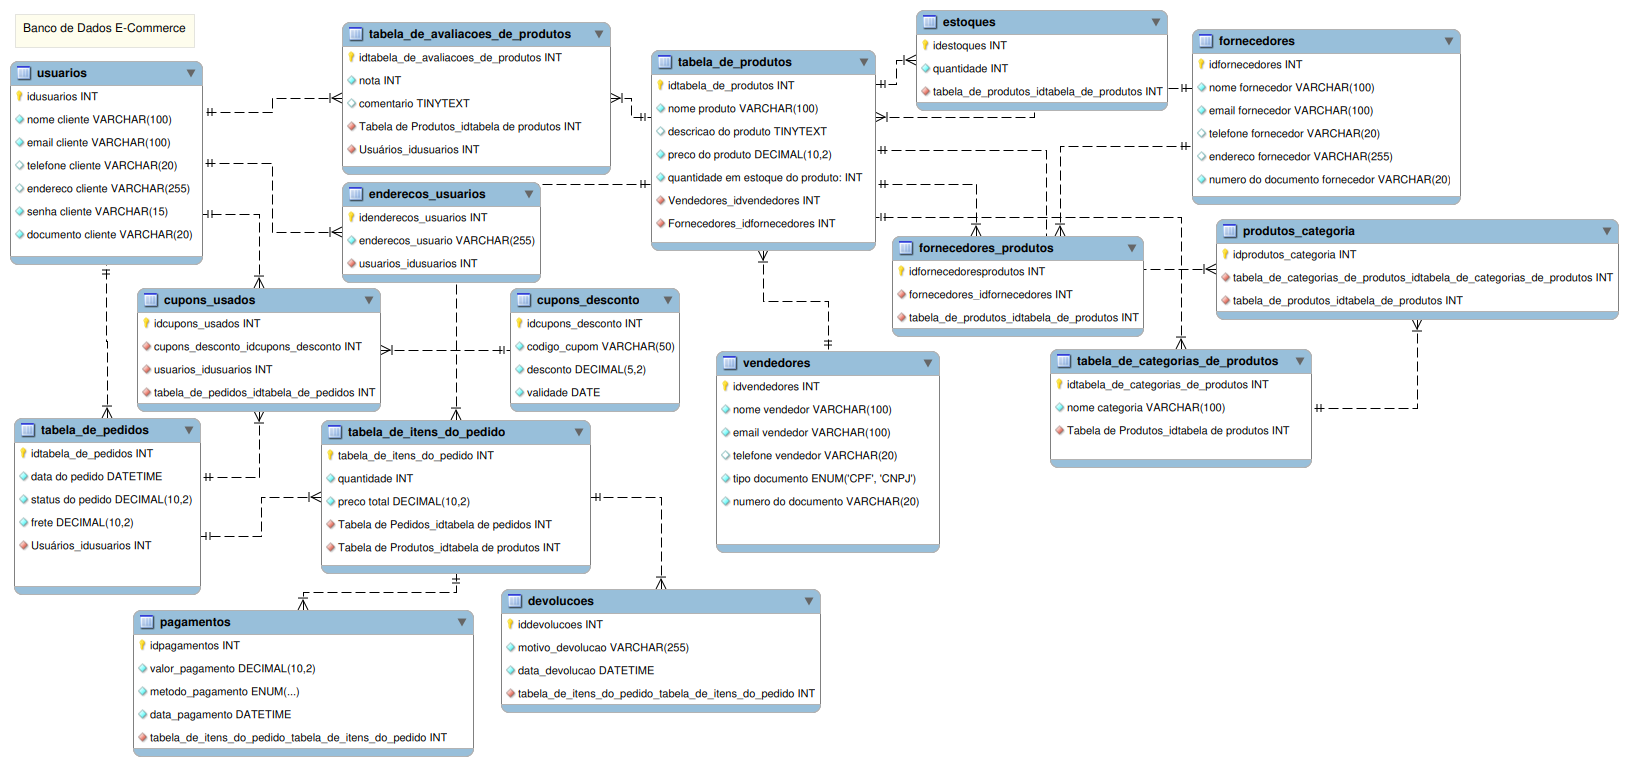 Banco de Dados E-Commerce
usuarios
idusuarios INT
nome cliente VARCHAR(100)
email cliente VARCHAR(100)
telefone cliente VARCHAR(20)
endereco cliente VARCHAR(255)
senha cliente VARCHAR(15)
documento cliente VARCHAR(20)
tabela_de_avaliacoes_de_produtos
idtabela_de_avaliacoes_de_produtos INT
nota INT
comentario TINYTEXT
Tabela de Produtos_idtabela de produtos INT
Usuários_idusuarios INT
enderecos_usuarios
idenderecos_usuarios INT
enderecos_usuario VARCHAR(255)
usuarios_idusuarios INT
tabela_de_produtos
idtabela_de_produtos INT
nome produto VARCHAR(100)
descricao do produto TINYTEXT
preco do produto DECIMAL(10,2)
quantidade em estoque do produto: INT
Vendedores_idvendedores INT
Fornecedores_idfornecedores INT
estoques
idestoques INT
quantidade INT
tabela_de_produtos_idtabela_de_produtos INT
fornecedores
idfornecedores INT
nome fornecedor VARCHAR(100)
email fornecedor VARCHAR(100)
telefone fornecedor VARCHAR(20)
endereco fornecedor VARCHAR(255)
numero do documento fornecedor VARCHAR(20)
fornecedores_produtos
idfornecedoresprodutos INT
fornecedores_idfornecedores INT
tabela_de_produtos_idtabela_de_produtos INT
produtos_categoria
idprodutos_categoria INT
tabela_de_categorias_de_produtos_idtabela_de_categorias_de_produtos INT
tabela_de_produtos_idtabela_de_produtos INT
cupons_usados
idcupons_usados INT
cupons_desconto_idcupons_desconto INT
usuarios_idusuarios INT
tabela_de_pedidos_idtabela_de_pedidos INT
cupons_desconto
idcupons_desconto INT
codigo_cupom VARCHAR(50)
desconto DECIMAL(5,2)
validade DATE
vendedores
idvendedores INT
nome vendedor VARCHAR(100)
email vendedor VARCHAR(100)
telefone vendedor VARCHAR(20)
tipo documento ENUM('CPF', 'CNPJ')
numero do documento VARCHAR(20)
tabela_de_categorias_de_produtos
idtabela_de_categorias_de_produtos INT
nome categoria VARCHAR(100)
Tabela de Produtos_idtabela de produtos INT
tabela_de_pedidos
idtabela_de_pedidos INT
data do pedido DATETIME
status do pedido DECIMAL(10,2)
frete DECIMAL(10,2)
Usuários_idusuarios INT
tabela_de_itens_do_pedido
tabela_de_itens_do_pedido INT
quantidade INT
preco total DECIMAL(10,2)
Tabela de Pedidos_idtabela de pedidos INT
Tabela de Produtos_idtabela de produtos INT
pagamentos
idpagamentos INT
valor_pagamento DECIMAL(10,2)
metodo_pagamento ENUM(...)
data_pagamento DATETIME
tabela_de_itens_do_pedido_tabela_de_itens_do_pedido INT
devolucoes
iddevolucoes INT
motivo_devolucao VARCHAR(255)
data_devolucao DATETIME
tabela_de_itens_do_pedido_tabela_de_itens_do_pedido INT